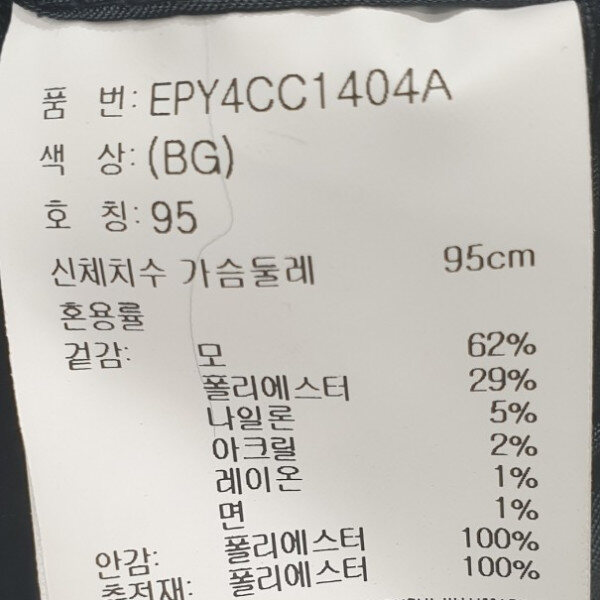 품 번: EPY4CC1404A
색 상: (BG)
호 칭: 95
신체치수 가슴둘레 95cm
혼용률
겉감: 모 62%
폴리에스터 29%
나일론 5%
아크릴 2%
레이온 1%
면 1%
안감: 폴리에스터 100%
충전재: 폴리에스터 100%